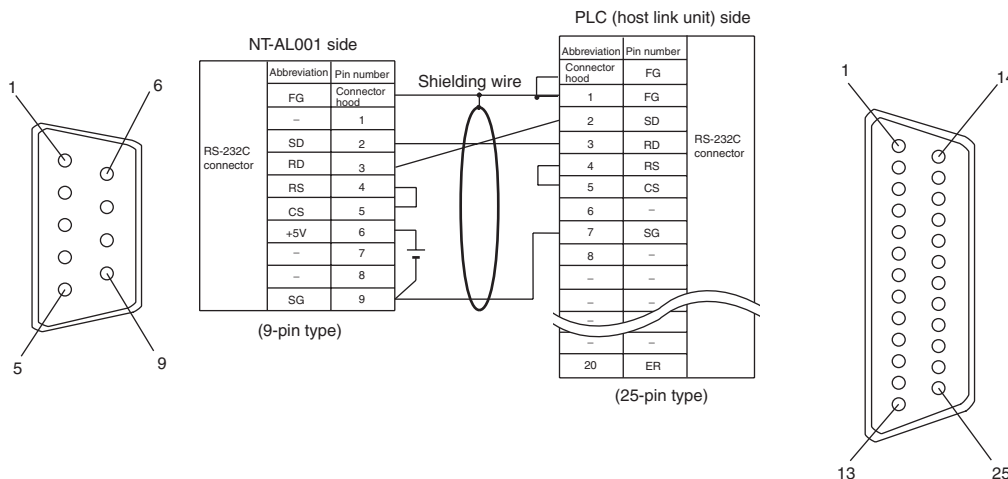 PLC (host link unit) side
NT-AL001 side
1
6
5
9
RS-232C
connector
Abbreviation Pin number
FG Connector
hood
– 1
SD 2
RD 3
RS 4
CS 5
+5V 6
– 7
– 8
SG 9
(9-pin type)
Shielding wire
Abbreviation Pin number
Connector
hood FG
1 FG
2 SD
3 RD
4 RS
5 CS
6 –
7 SG
8 –
– –
– –
–
– –
20 ER
RS-232C
connector
(25-pin type)
1
14
13
25